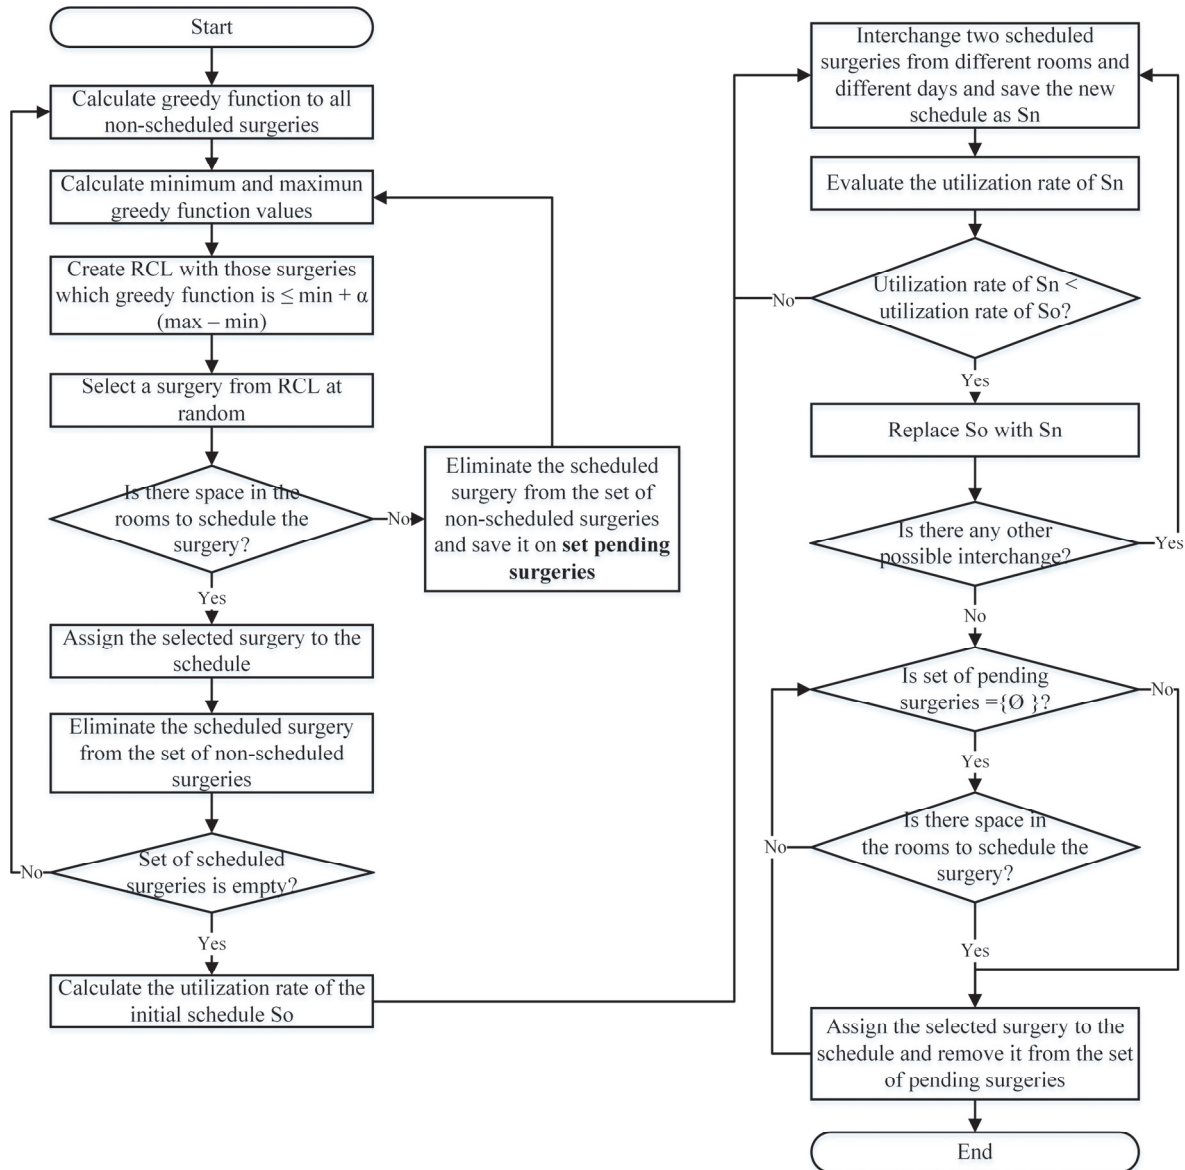 Start
Calculate greedy function to all
non-scheduled surgeries
Calculate minimum and maximun
greedy function values
Create RCL with those surgeries
which greedy function is ≤ min + α
(max – min)
Select a surgery from RCL at
random
Is there space in the
rooms to schedule the
surgery?
No
Eliminate the scheduled
surgery from the set of
non-scheduled surgeries
and save it on set pending
surgeries
Yes
Assign the selected surgery to the
schedule
Eliminate the scheduled surgery
from the set of non-scheduled
surgeries
Set of scheduled
surgeries is empty?
No
Yes
Calculate the utilization rate of the
initial schedule So
Interchange two scheduled
surgeries from different rooms and
different days and save the new
schedule as Sn
Evaluate the utilization rate of Sn
Utilization rate of Sn <
utilization rate of So?
No
Yes
Replace So with Sn
Is there any other
possible interchange?
Yes
No
Is set of pending
surgeries ={Ø }?
No
Yes
Is there space in
the rooms to schedule the
surgery?
No
Yes
Assign the selected surgery to the
schedule and remove it from the set
of pending surgeries
End